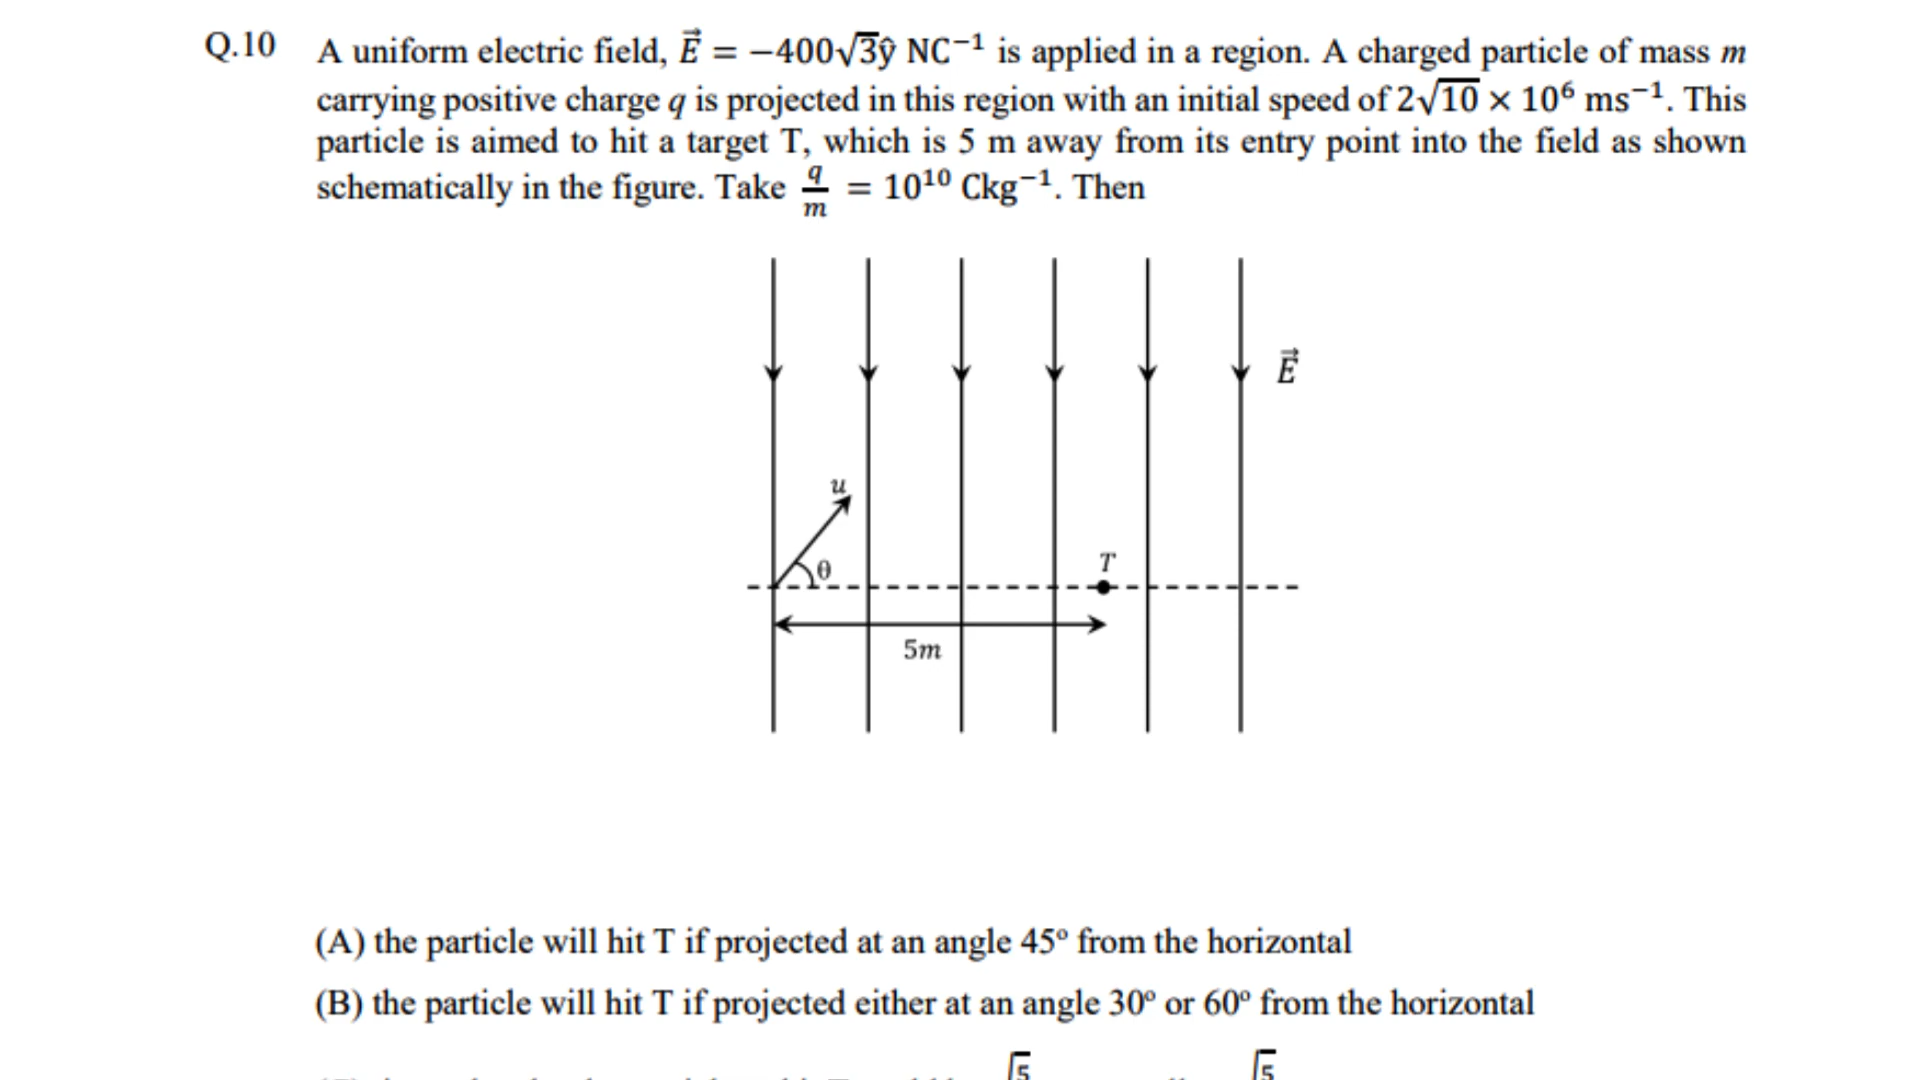 Q.10 A uniform electric field, E⃗ = −400√3ŷ NC⁻¹ is applied in a region. A charged particle of mass m
carrying positive charge q is projected in this region with an initial speed of 2√10 × 10⁶ ms⁻¹. This
particle is aimed to hit a target T, which is 5 m away from its entry point into the field as shown
schematically in the figure. Take q/m = 10¹⁰ Ckg⁻¹. Then
E⃗
u
θ
T
5m
(A) the particle will hit T if projected at an angle 45° from the horizontal
(B) the particle will hit T if projected either at an angle 30° or 60° from the horizontal
√5 √5